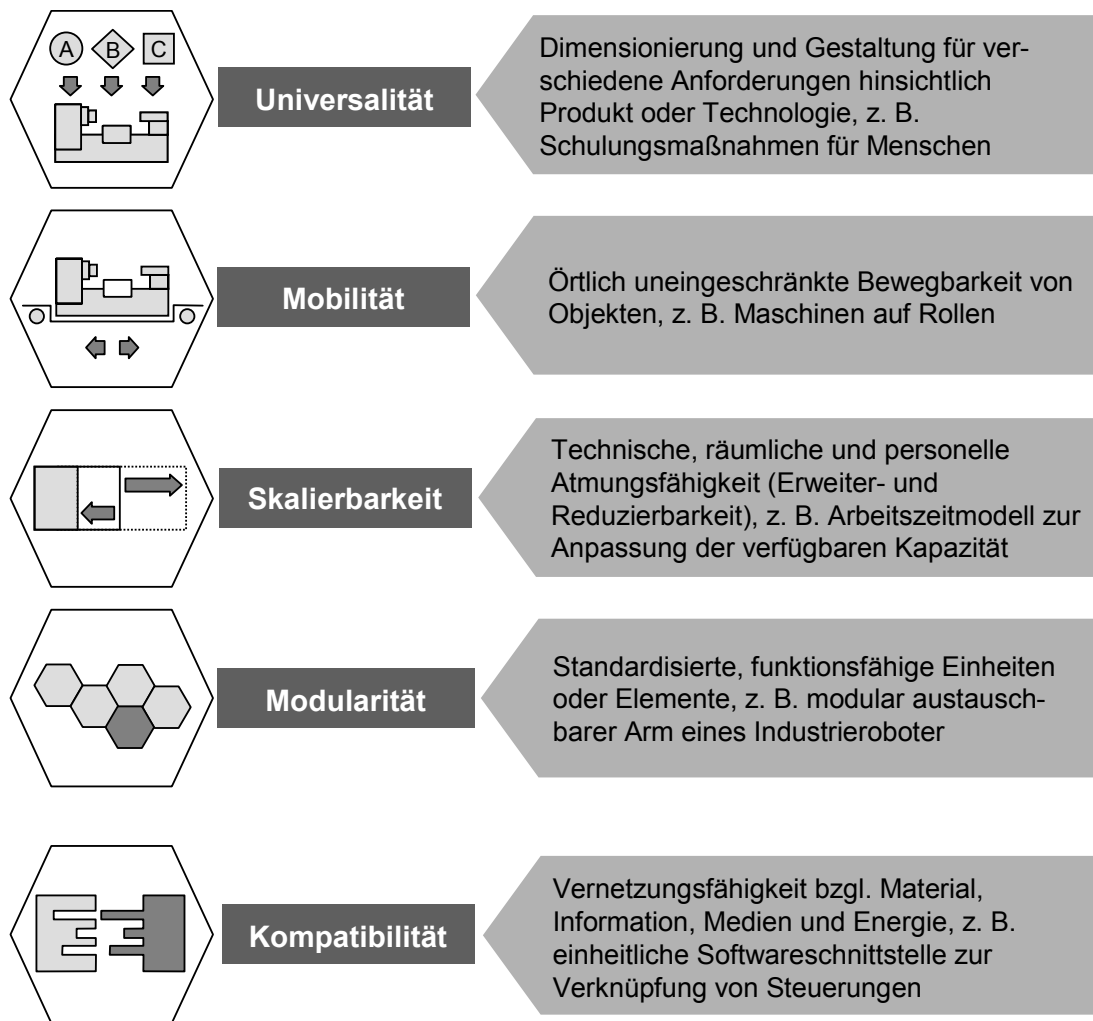 A B C
Universalität
Dimensionierung und Gestaltung für ver-
schiedene Anforderungen hinsichtlich
Produkt oder Technologie, z. B.
Schulungsmaßnahmen für Menschen
Mobilität
Örtlich uneingeschränkte Bewegbarkeit von
Objekten, z. B. Maschinen auf Rollen
Skalierbarkeit
Technische, räumliche und personelle
Atmungsfähigkeit (Erweiter- und
Reduzierbarkeit), z. B. Arbeitszeitmodell zur
Anpassung der verfügbaren Kapazität
Modularität
Standardisierte, funktionsfähige Einheiten
oder Elemente, z. B. modular austausch-
barer Arm eines Industrieroboter
Kompatibilität
Vernetzungsfähigkeit bzgl. Material,
Information, Medien und Energie, z. B.
einheitliche Softwareschnittstelle zur
Verknüpfung von Steuerungen